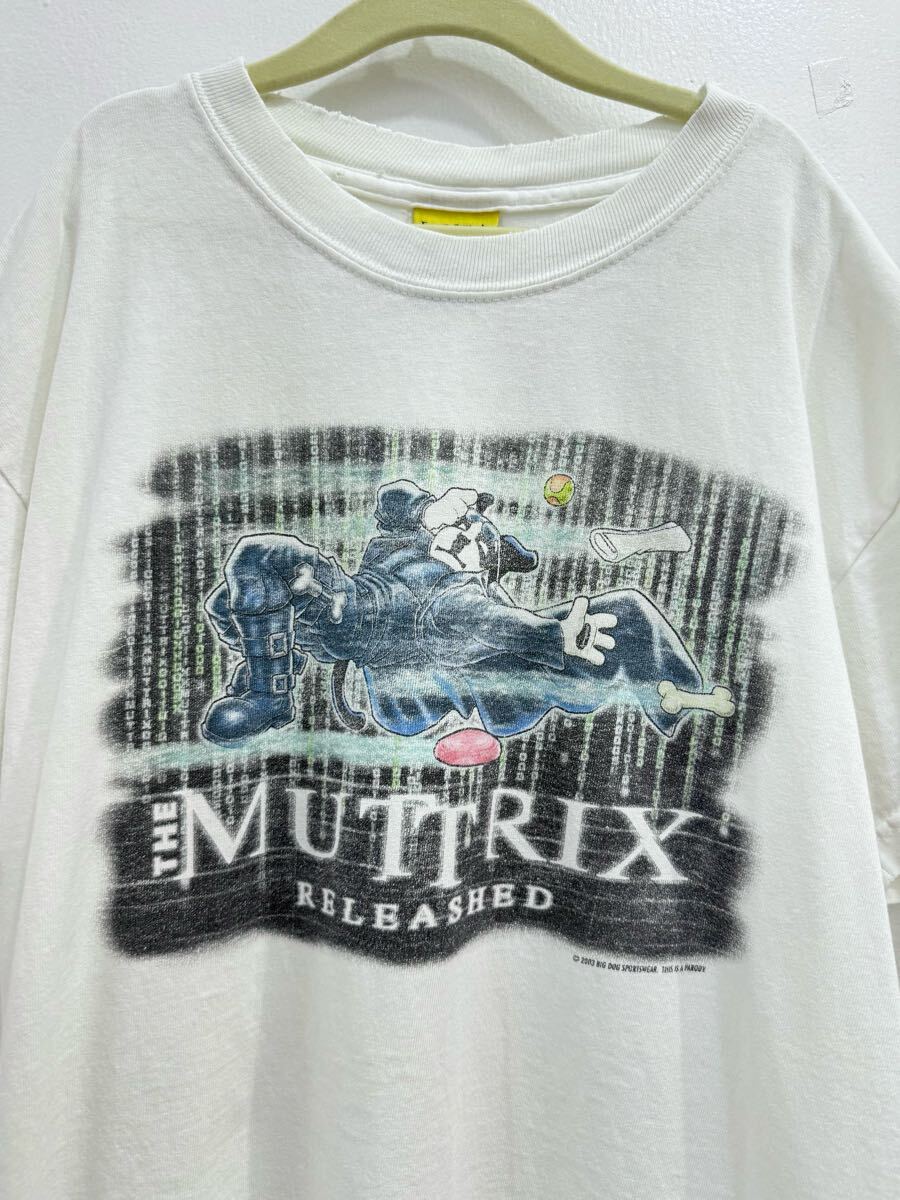 THE MUTTRIX
RELEASHED
© 2003 BIG DOG SPORTSWEAR. THIS IS A PARODY.